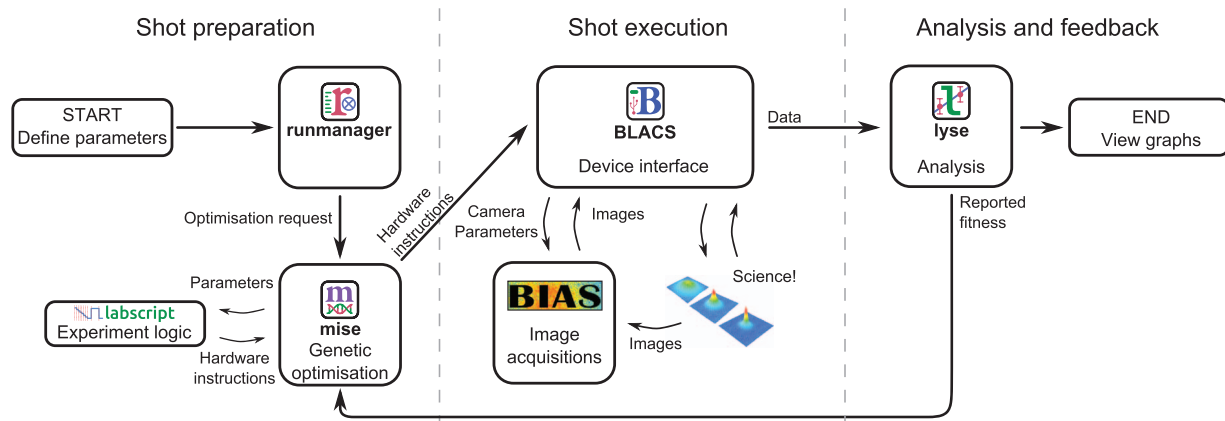 Shot preparation
Shot execution
Analysis and feedback
START
Define parameters
r
runmanager
B
BLACS
Device interface
Data
l
lyse
Analysis
END
View graphs
Optimisation request
Hardware
instructions
Camera
Parameters
Images
Science!
Reported
fitness
Parameters
labscript
Experiment logic
Hardware
instructions
m
mise
Genetic
optimisation
BIAS
Image
acquisitions
Images